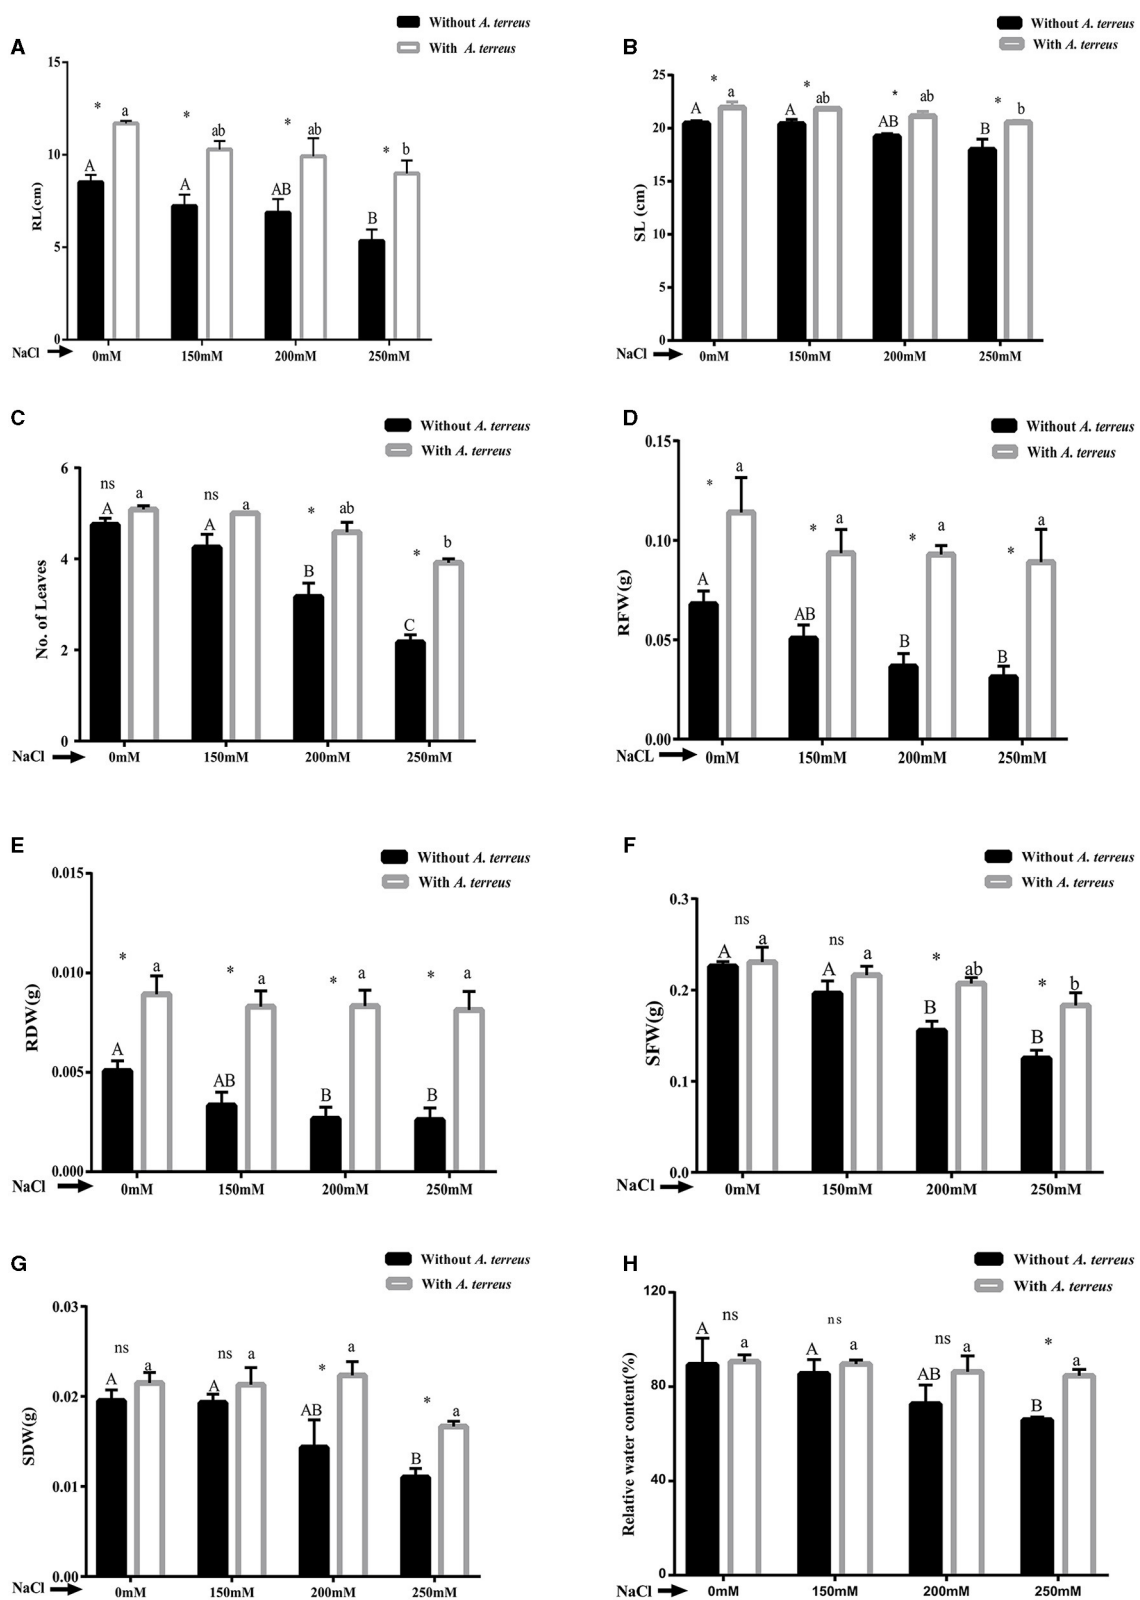 A
Without A. terreus
With A. terreus
RL(cm)
15
10
5
0
* a
A
* ab
A
* ab
AB
* b
B
NaCl 0mM 150mM 200mM 250mM
B
Without A. terreus
With A. terreus
SL (cm)
25
20
15
10
5
0
* a
A
* ab
A
* ab
AB
* b
B
NaCl 0mM 150mM 200mM 250mM
C
Without A. terreus
With A. terreus
No. of Leaves
6
4
2
0
ns a
A
ns a
A
* ab
B
* b
C
NaCl 0mM 150mM 200mM 250mM
D
Without A. terreus
With A. terreus
RFW(g)
0.15
0.10
0.05
0.00
* a
A
* a
AB
* a
B
* a
B
NaCL 0mM 150mM 200mM 250mM
E
Without A. terreus
With A. terreus
RDW(g)
0.015
0.010
0.005
0.000
* a
A
* a
AB
* a
B
* a
B
NaCl 0mM 150mM 200mM 250mM
F
Without A. terreus
With A. terreus
SFW(g)
0.3
0.2
0.1
0.0
ns
A a
ns a
A
* ab
B
* b
B
NaCl 0mM 150mM 200mM 250mM
G
Without A. terreus
With A. terreus
SDW(g)
0.03
0.02
0.01
0.00
ns a
A
ns a
A
* a
AB
* a
B
NaCl 0mM 150mM 200mM 250mM
H
Without A. terreus
With A. terreus
Relative water content(%)
120
80
40
0
ns
A a
ns
A a
ns a
AB
* a
B
NaCl 0mM 150mM 200mM 250mM